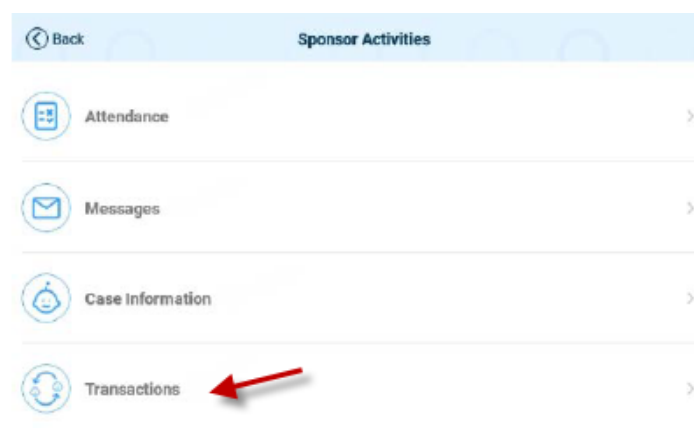 Back
Sponsor Activities
Attendance
Messages
Case Information
Transactions